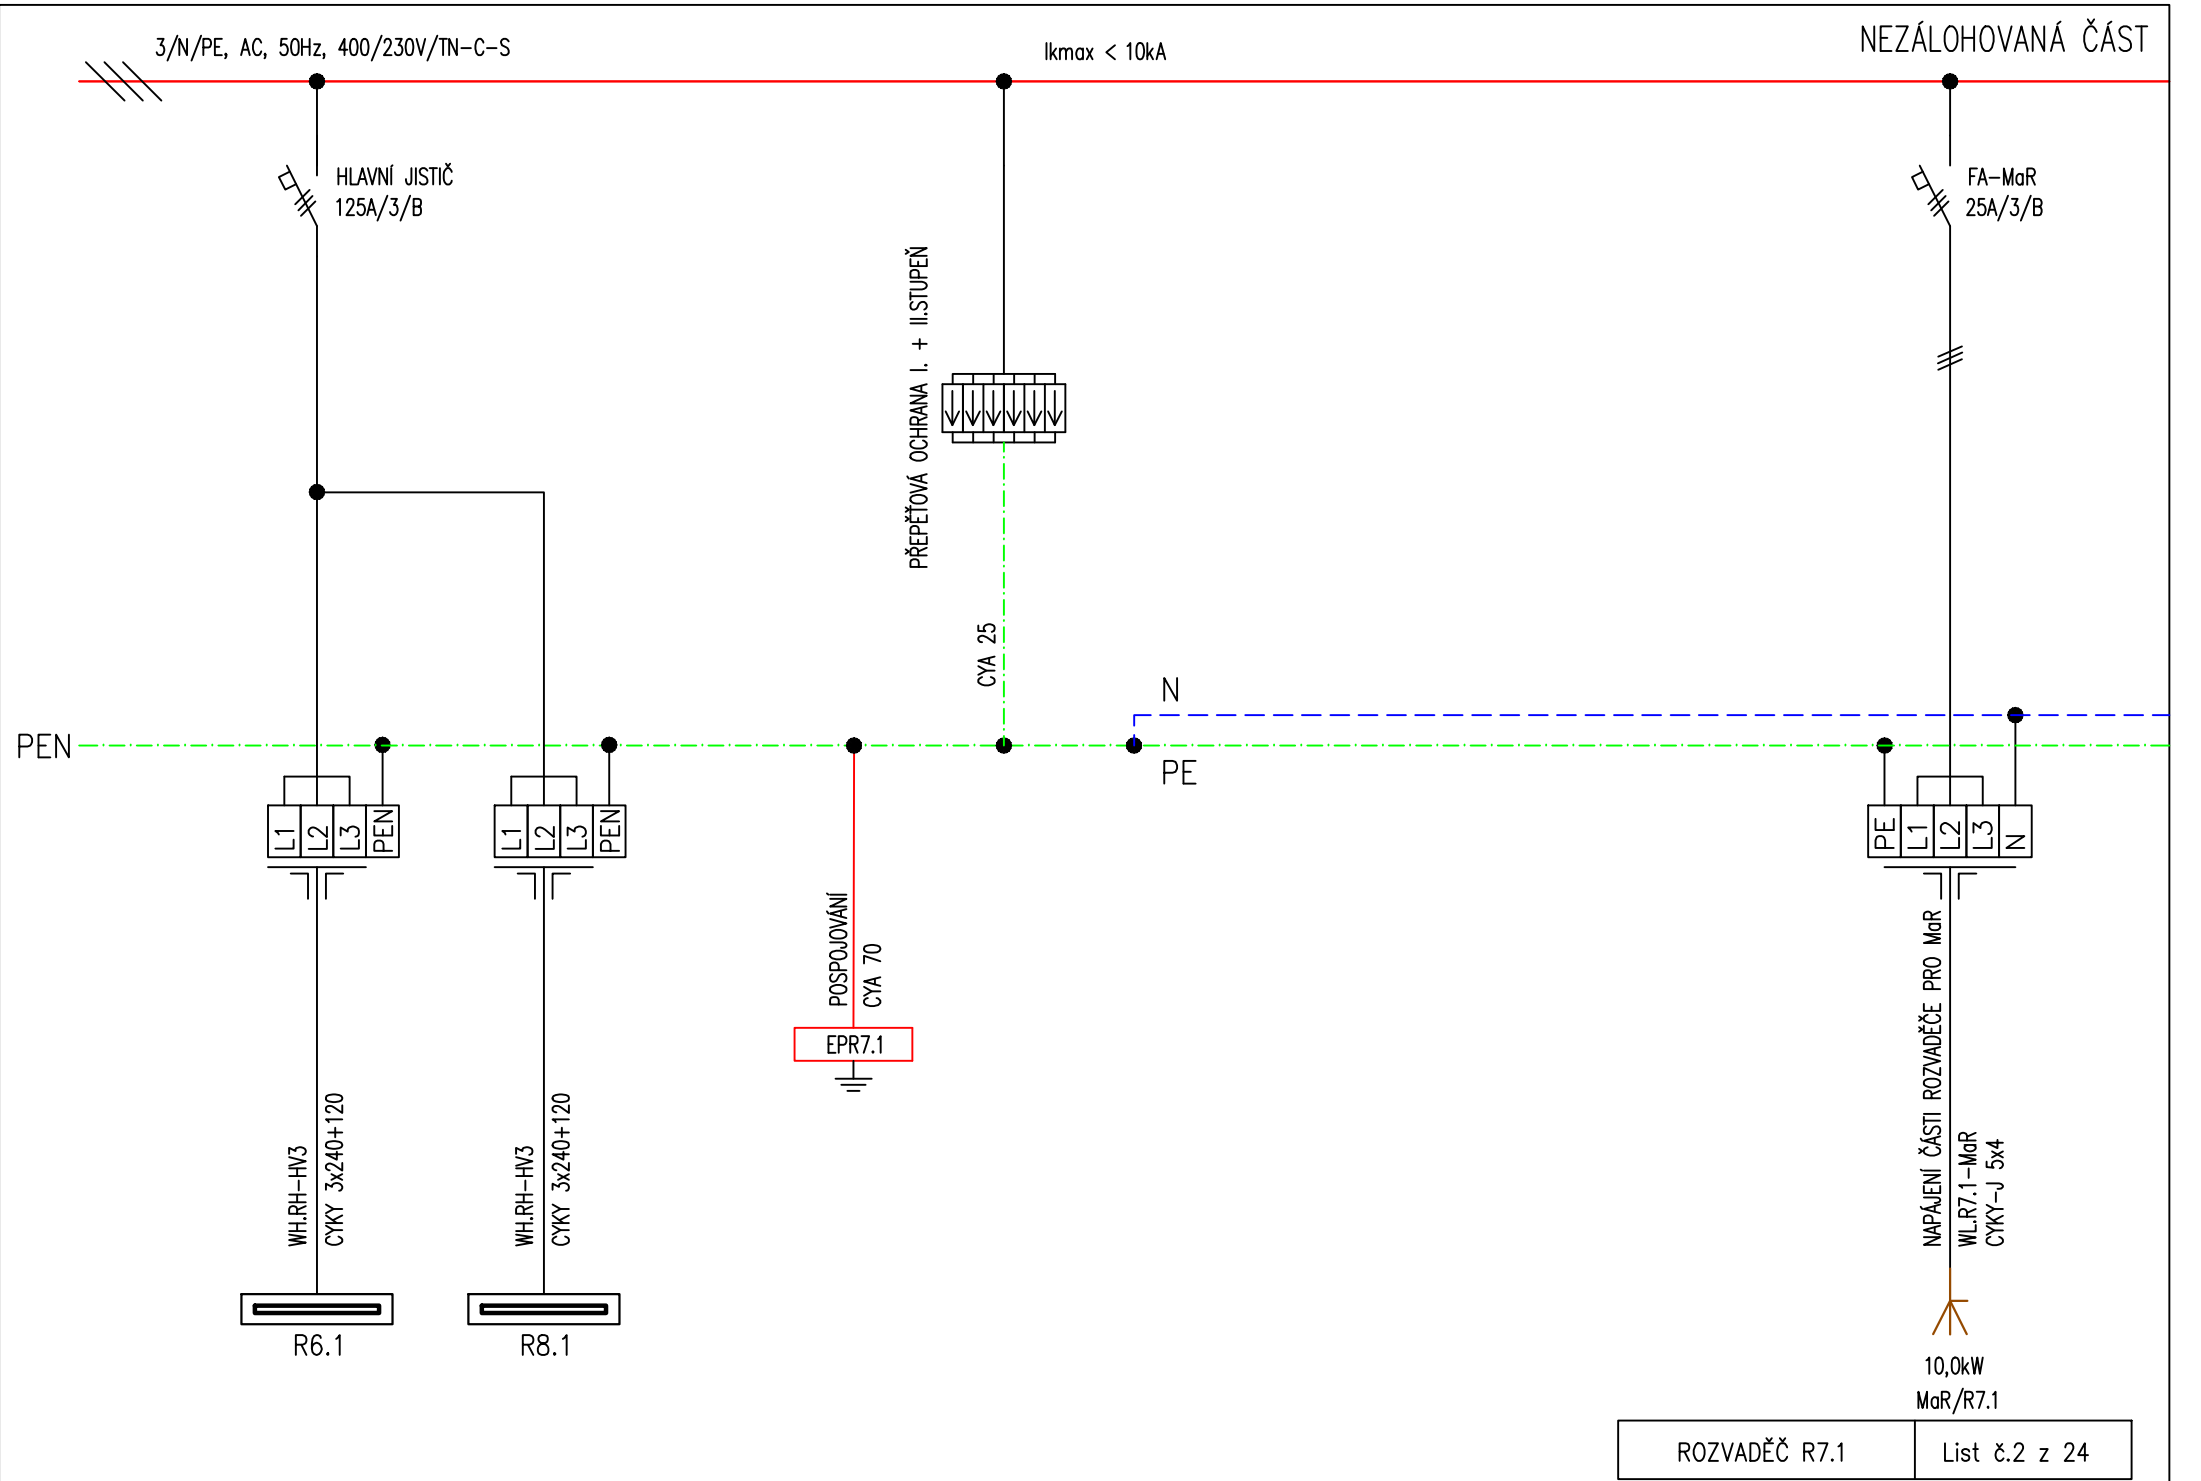 3/N/PE, AC, 50Hz, 400/230V/TN-C-S
Ikmax < 10kA
NEZÁLOHOVANÁ ČÁST
HLAVNÍ JISTIČ
125A/3/B
FA-MaR
25A/3/B
PŘEPĚŤOVÁ OCHRANA I. + II.STUPEŇ
CYA 25
N
PEN
PE
L1 L2 L3 PEN
L1 L2 L3 PEN
PE L1 L2 L3 N
POSPOJOVÁNÍ
CYA 70
EPR7.1
WH.RH-HV3
CYKY 3x240+120
WH.RH-HV3
CYKY 3x240+120
NAPÁJENÍ ČÁSTI ROZVADĚČE PRO MaR
WL.R7.1-MaR
CYKY-J 5x4
R6.1
R8.1
10,0kW
MaR/R7.1
ROZVADĚČ R7.1
List č.2 z 24